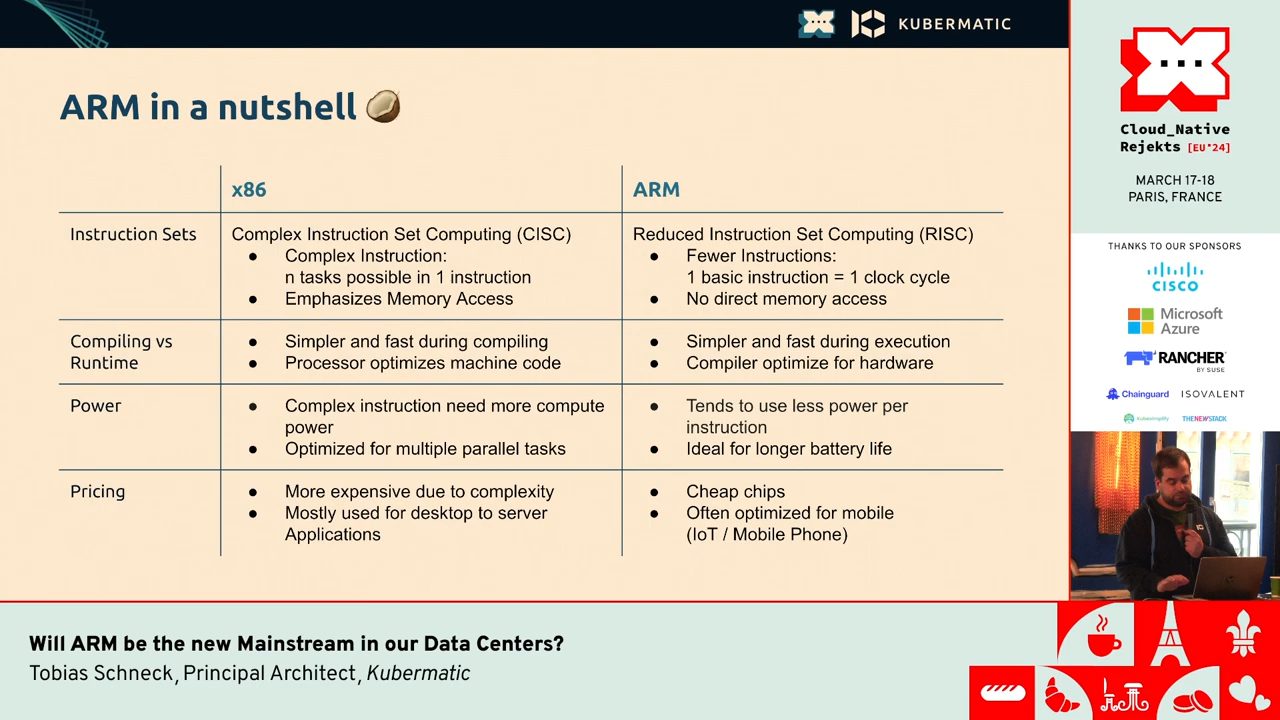 KUBERMATIC
ARM in a nutshell
x86
ARM
Instruction Sets
Complex Instruction Set Computing (CISC)
● Complex Instruction:
n tasks possible in 1 instruction
● Emphasizes Memory Access
Reduced Instruction Set Computing (RISC)
● Fewer Instructions:
1 basic instruction = 1 clock cycle
● No direct memory access
Compiling vs
Runtime
● Simpler and fast during compiling
● Processor optimizes machine code
● Simpler and fast during execution
● Compiler optimize for hardware
Power
● Complex instruction need more compute
power
● Optimized for multiple parallel tasks
● Tends to use less power per
instruction
● Ideal for longer battery life
Pricing
● More expensive due to complexity
● Mostly used for desktop to server
Applications
● Cheap chips
● Often optimized for mobile
(IoT / Mobile Phone)
Cloud_Native
Rejekts [EU*24]
MARCH 17-18
PARIS, FRANCE
THANKS TO OUR SPONSORS
CISCO
Microsoft
Azure
RANCHER
BY SUSE
Chainguard
ISOVALENT
kubesimplify
THENEWSTACK
Will ARM be the new Mainstream in our Data Centers?
Tobias Schneck, Principal Architect, Kubermatic